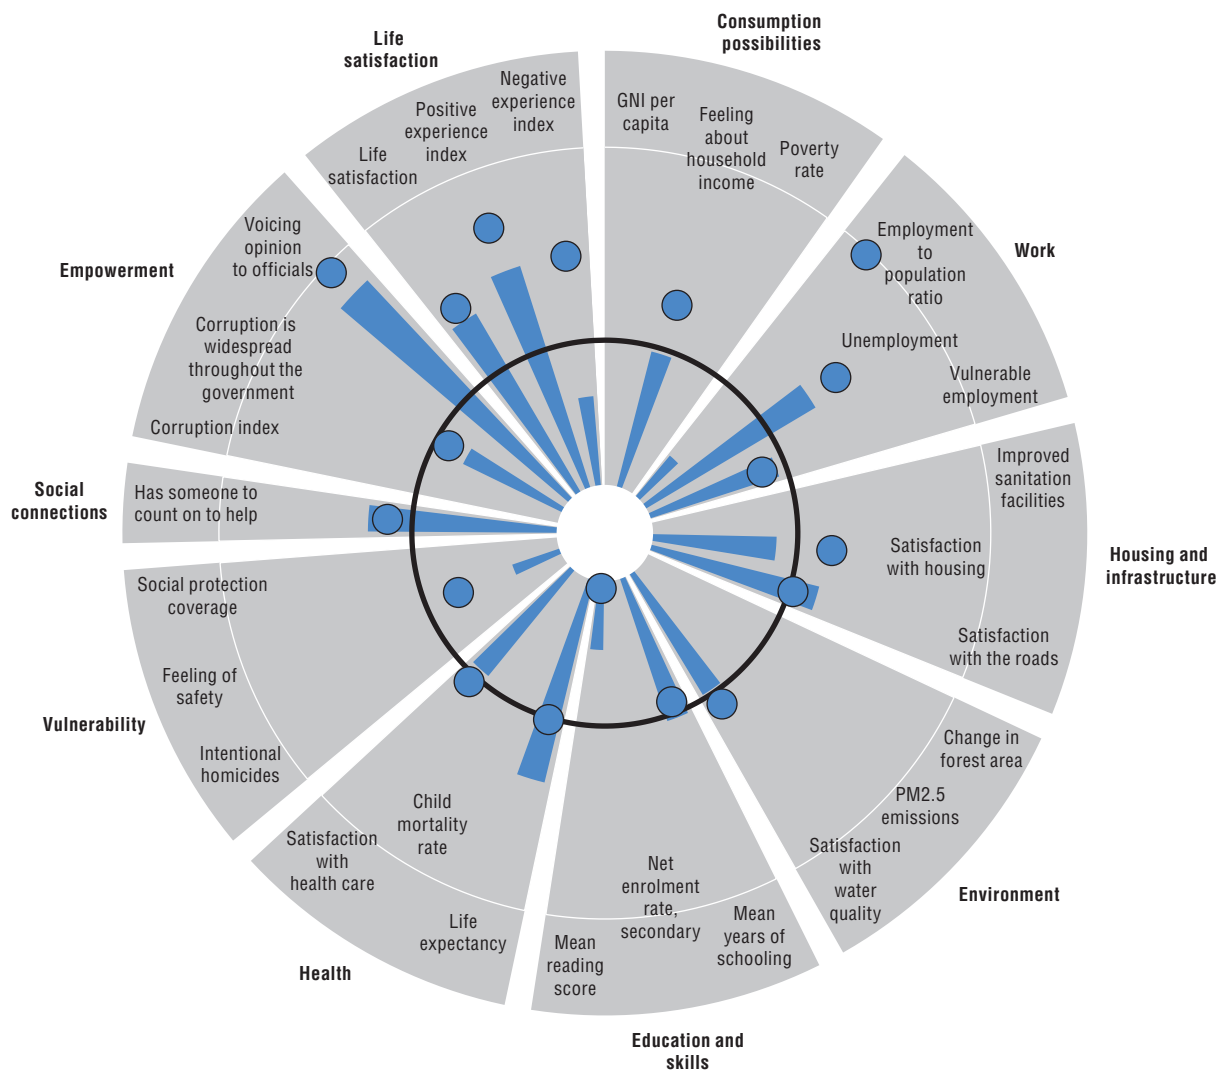 Consumption
possibilities
GNI per
capita
Feeling
about
household
income
Poverty
rate
Work
Employment
to
population
ratio
Unemployment
Vulnerable
employment
Housing and
infrastructure
Improved
sanitation
facilities
Satisfaction
with housing
Satisfaction
with the roads
Environment
Change in
forest area
PM2.5
emissions
Satisfaction
with
water
quality
Education and
skills
Mean
years of
schooling
Net
enrolment
rate,
secondary
Mean
reading
score
Health
Life
expectancy
Child
mortality
rate
Satisfaction
with
health care
Vulnerability
Intentional
homicides
Feeling of
safety
Social protection
coverage
Social
connections
Has someone to
count on to help
Empowerment
Corruption index
Corruption is
widespread
throughout the
government
Voicing
opinion
to officials
Life
satisfaction
Life
satisfaction
Positive
experience
index
Negative
experience
index